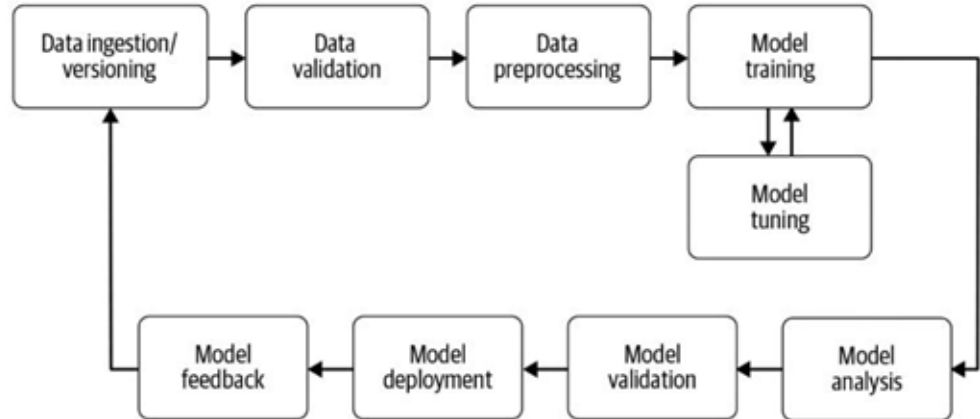 Data ingestion/
versioning
Data
validation
Data
preprocessing
Model
training
Model
tuning
Model
feedback
Model
deployment
Model
validation
Model
analysis